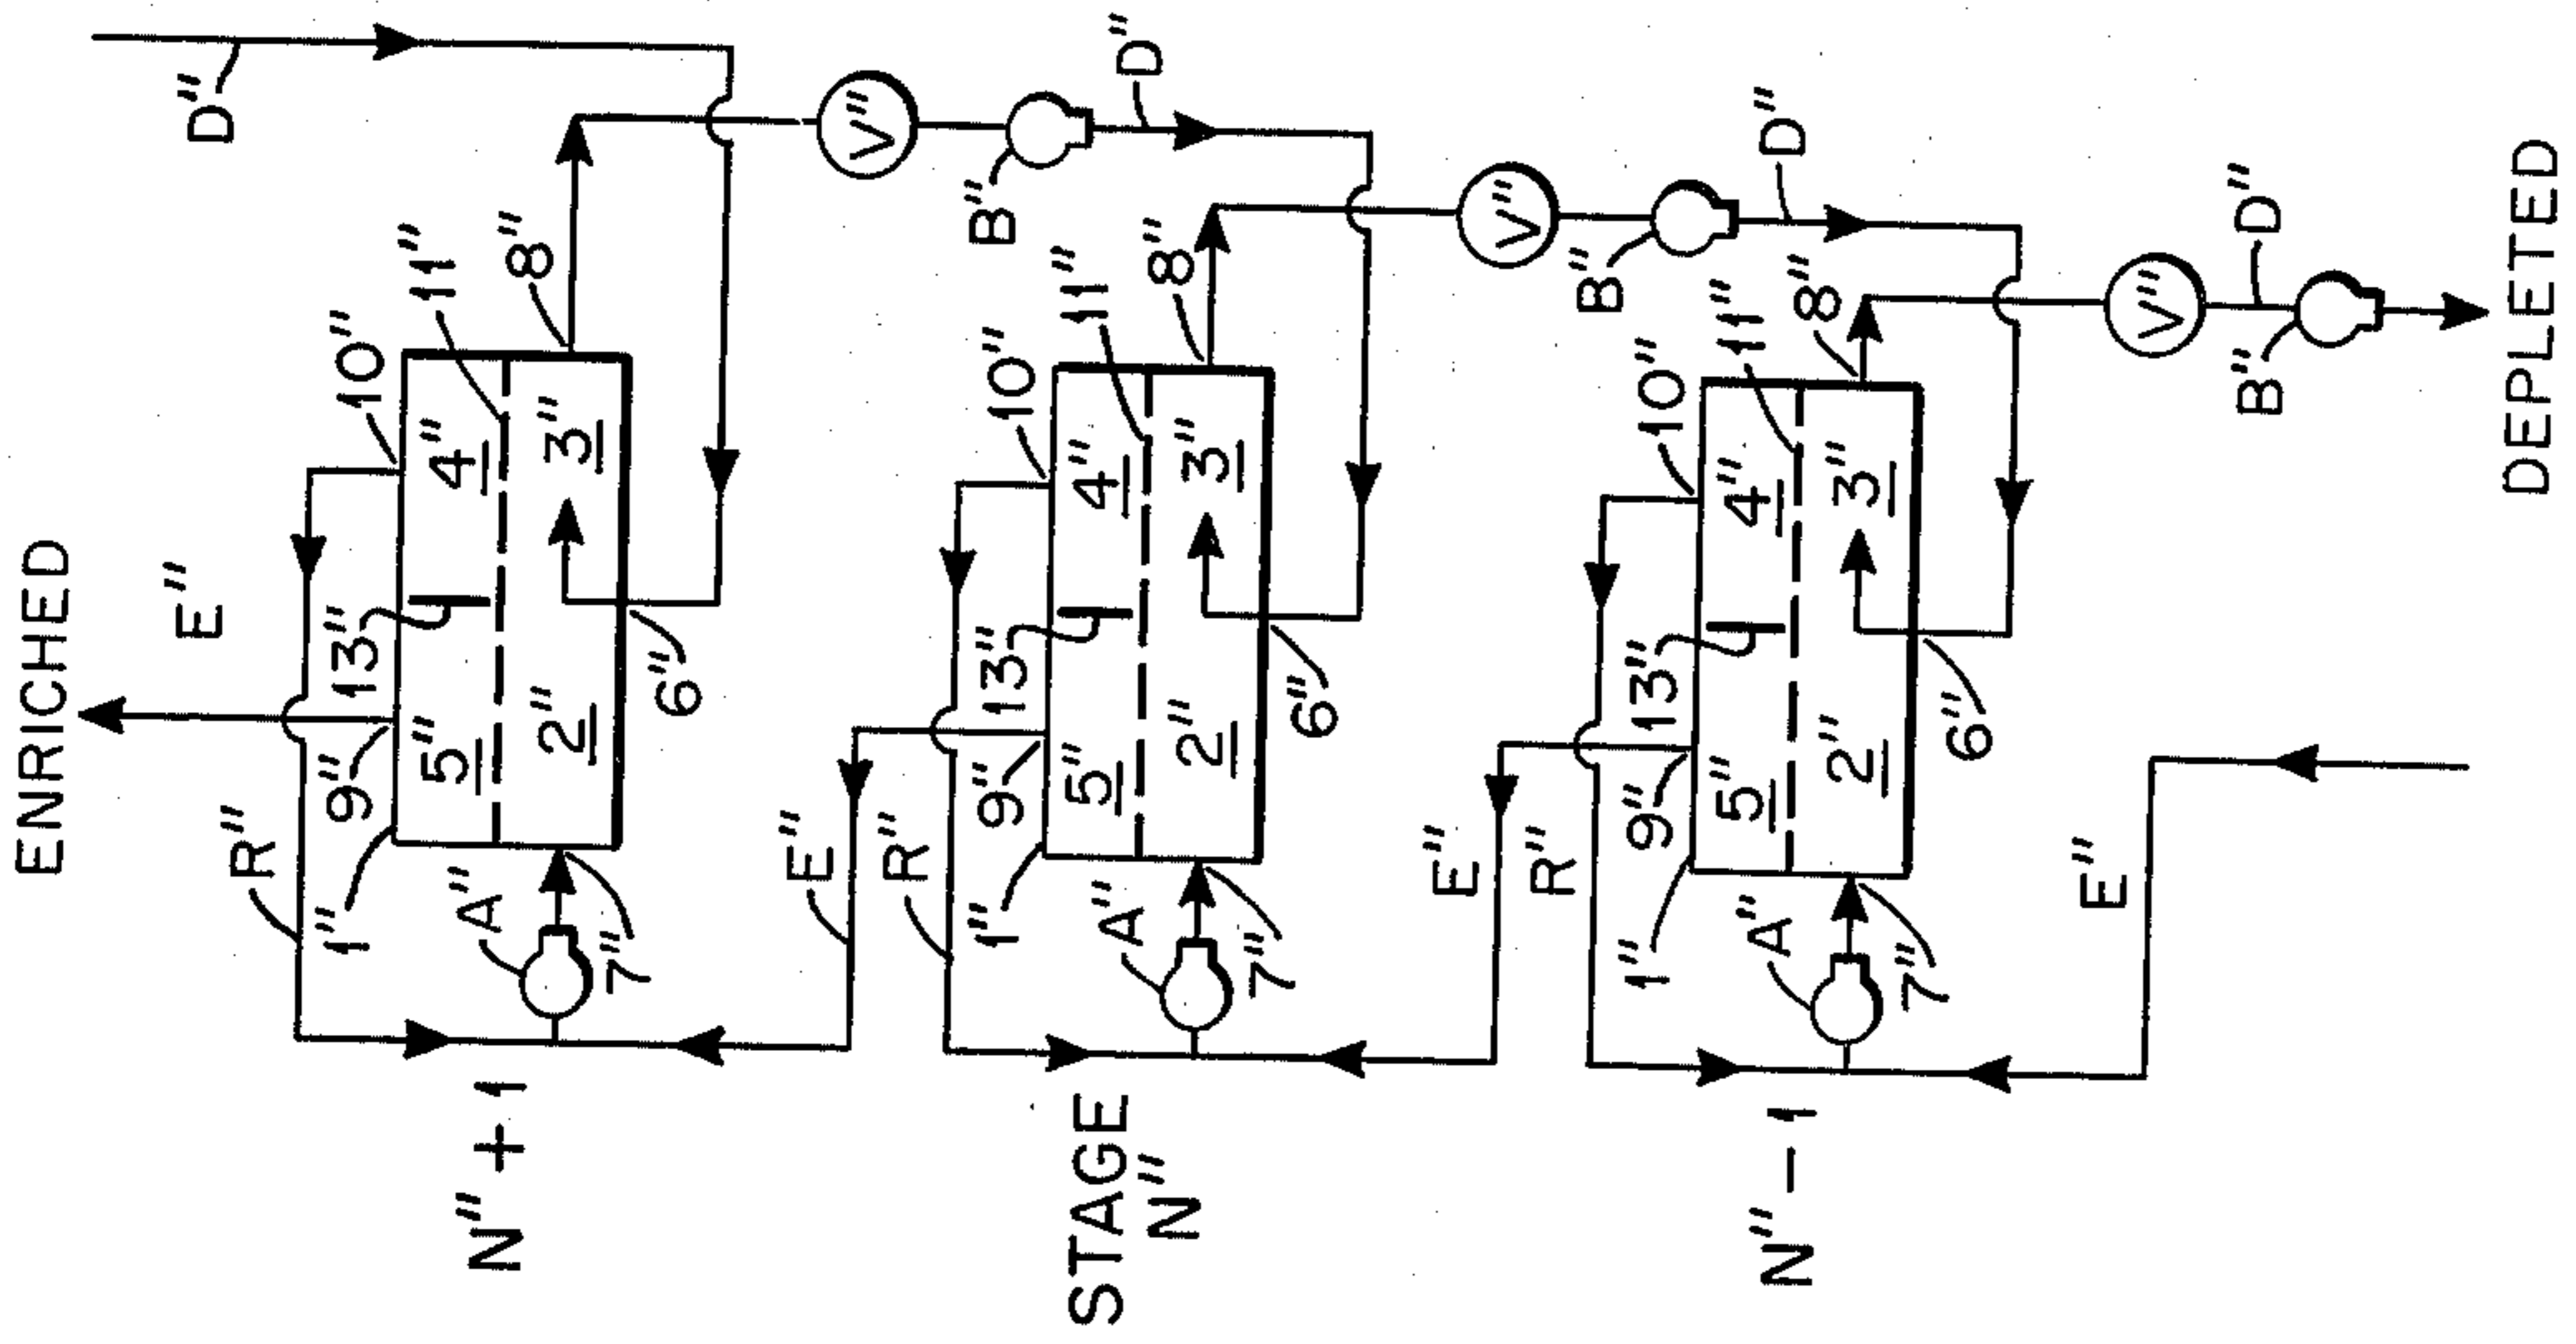 ENRICHED
E"
D"
R"
1"
9"
13"
10"
11"
N" + 1
A"
5"
4"
8"
2"
3"
7"
6"
V"
E"
R"
B"
D"
1"
9"
13"
10"
11"
STAGE
N"
A"
5"
4"
8"
2"
3"
7"
6"
V"
E"
R"
B"
D"
1"
9"
13"
10"
11"
N" - 1
A"
5"
4"
8"
2"
3"
7"
6"
V"
E"
B"
D"
DEPLETED